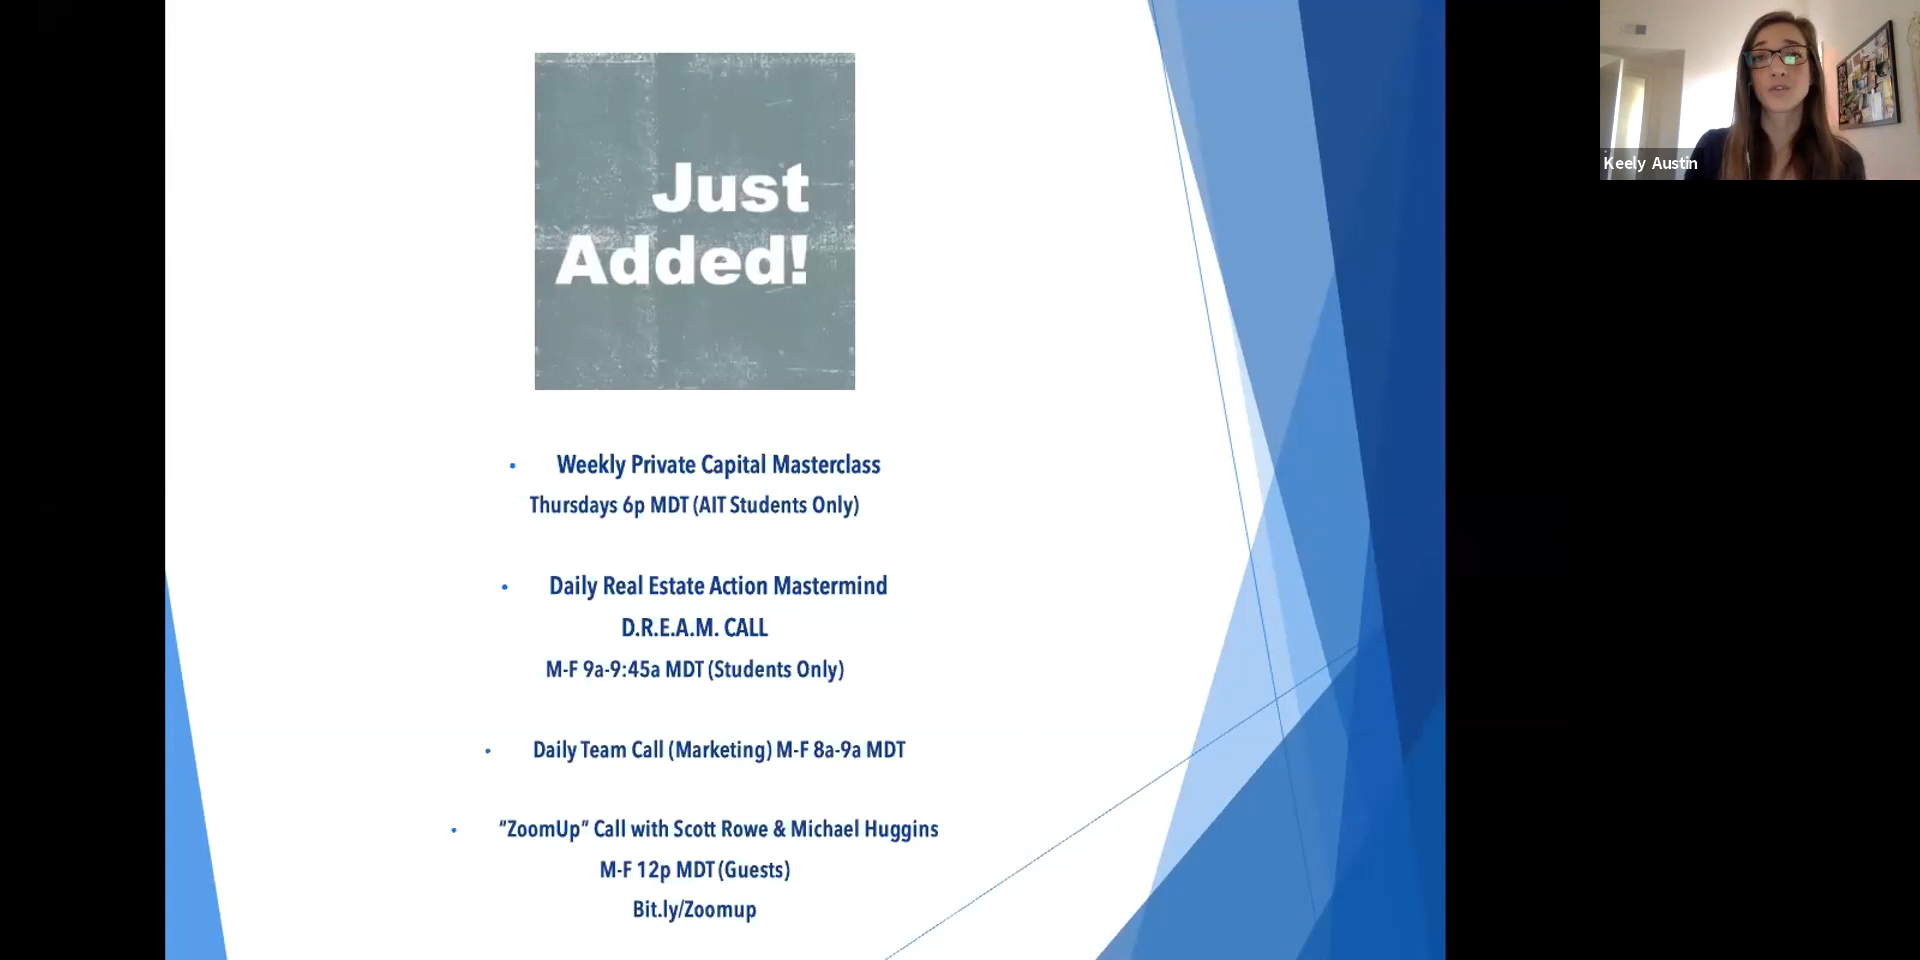 Just
Added!
• Weekly Private Capital Masterclass
Thursdays 6p MDT (AIT Students Only)
• Daily Real Estate Action Mastermind
D.R.E.A.M. CALL
M-F 9a-9:45a MDT (Students Only)
• Daily Team Call (Marketing) M-F 8a-9a MDT
• “ZoomUp” Call with Scott Rowe & Michael Huggins
M-F 12p MDT (Guests)
Bit.ly/Zoomup
Keely Austin